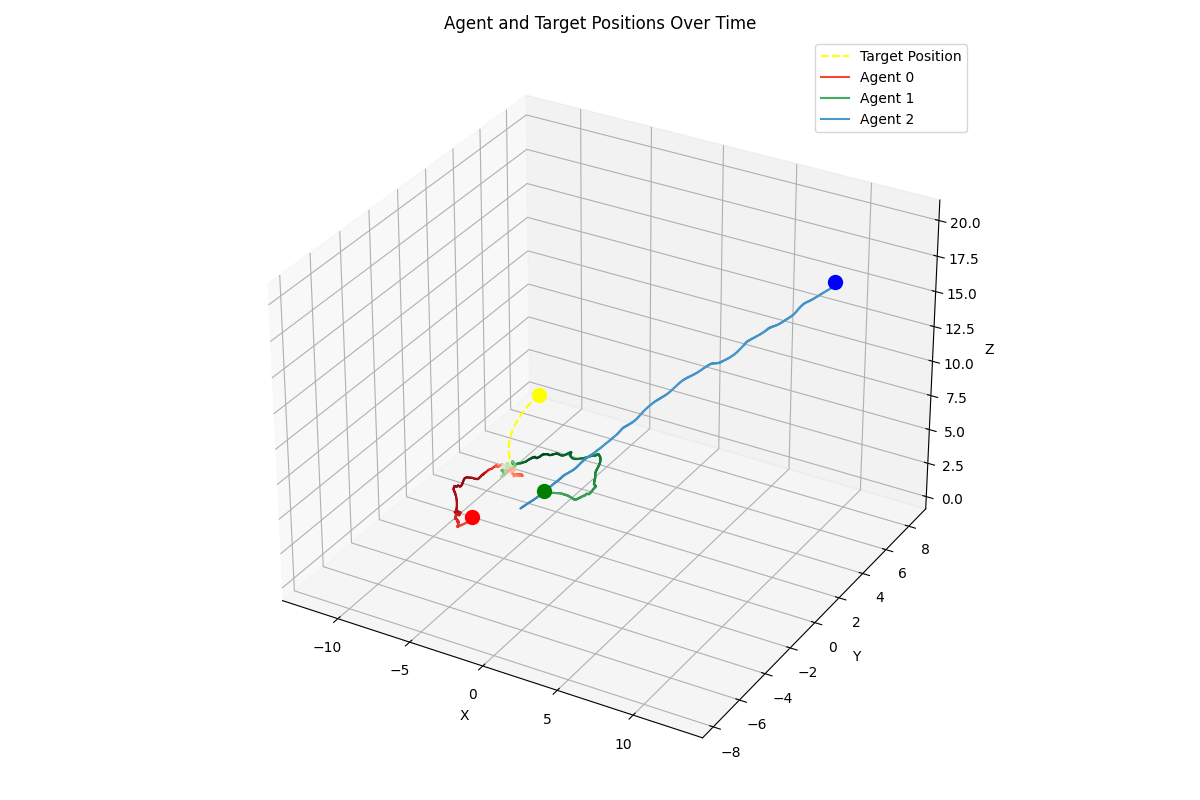 Agent and Target Positions Over Time
Target Position
Agent 0
Agent 1
Agent 2
20.0
17.5
15.0
12.5
10.0
7.5
5.0
2.5
0.0
Z
8
6
4
2
0
−2
−4
−6
−8
Y
−10
−5
0
5
10
X